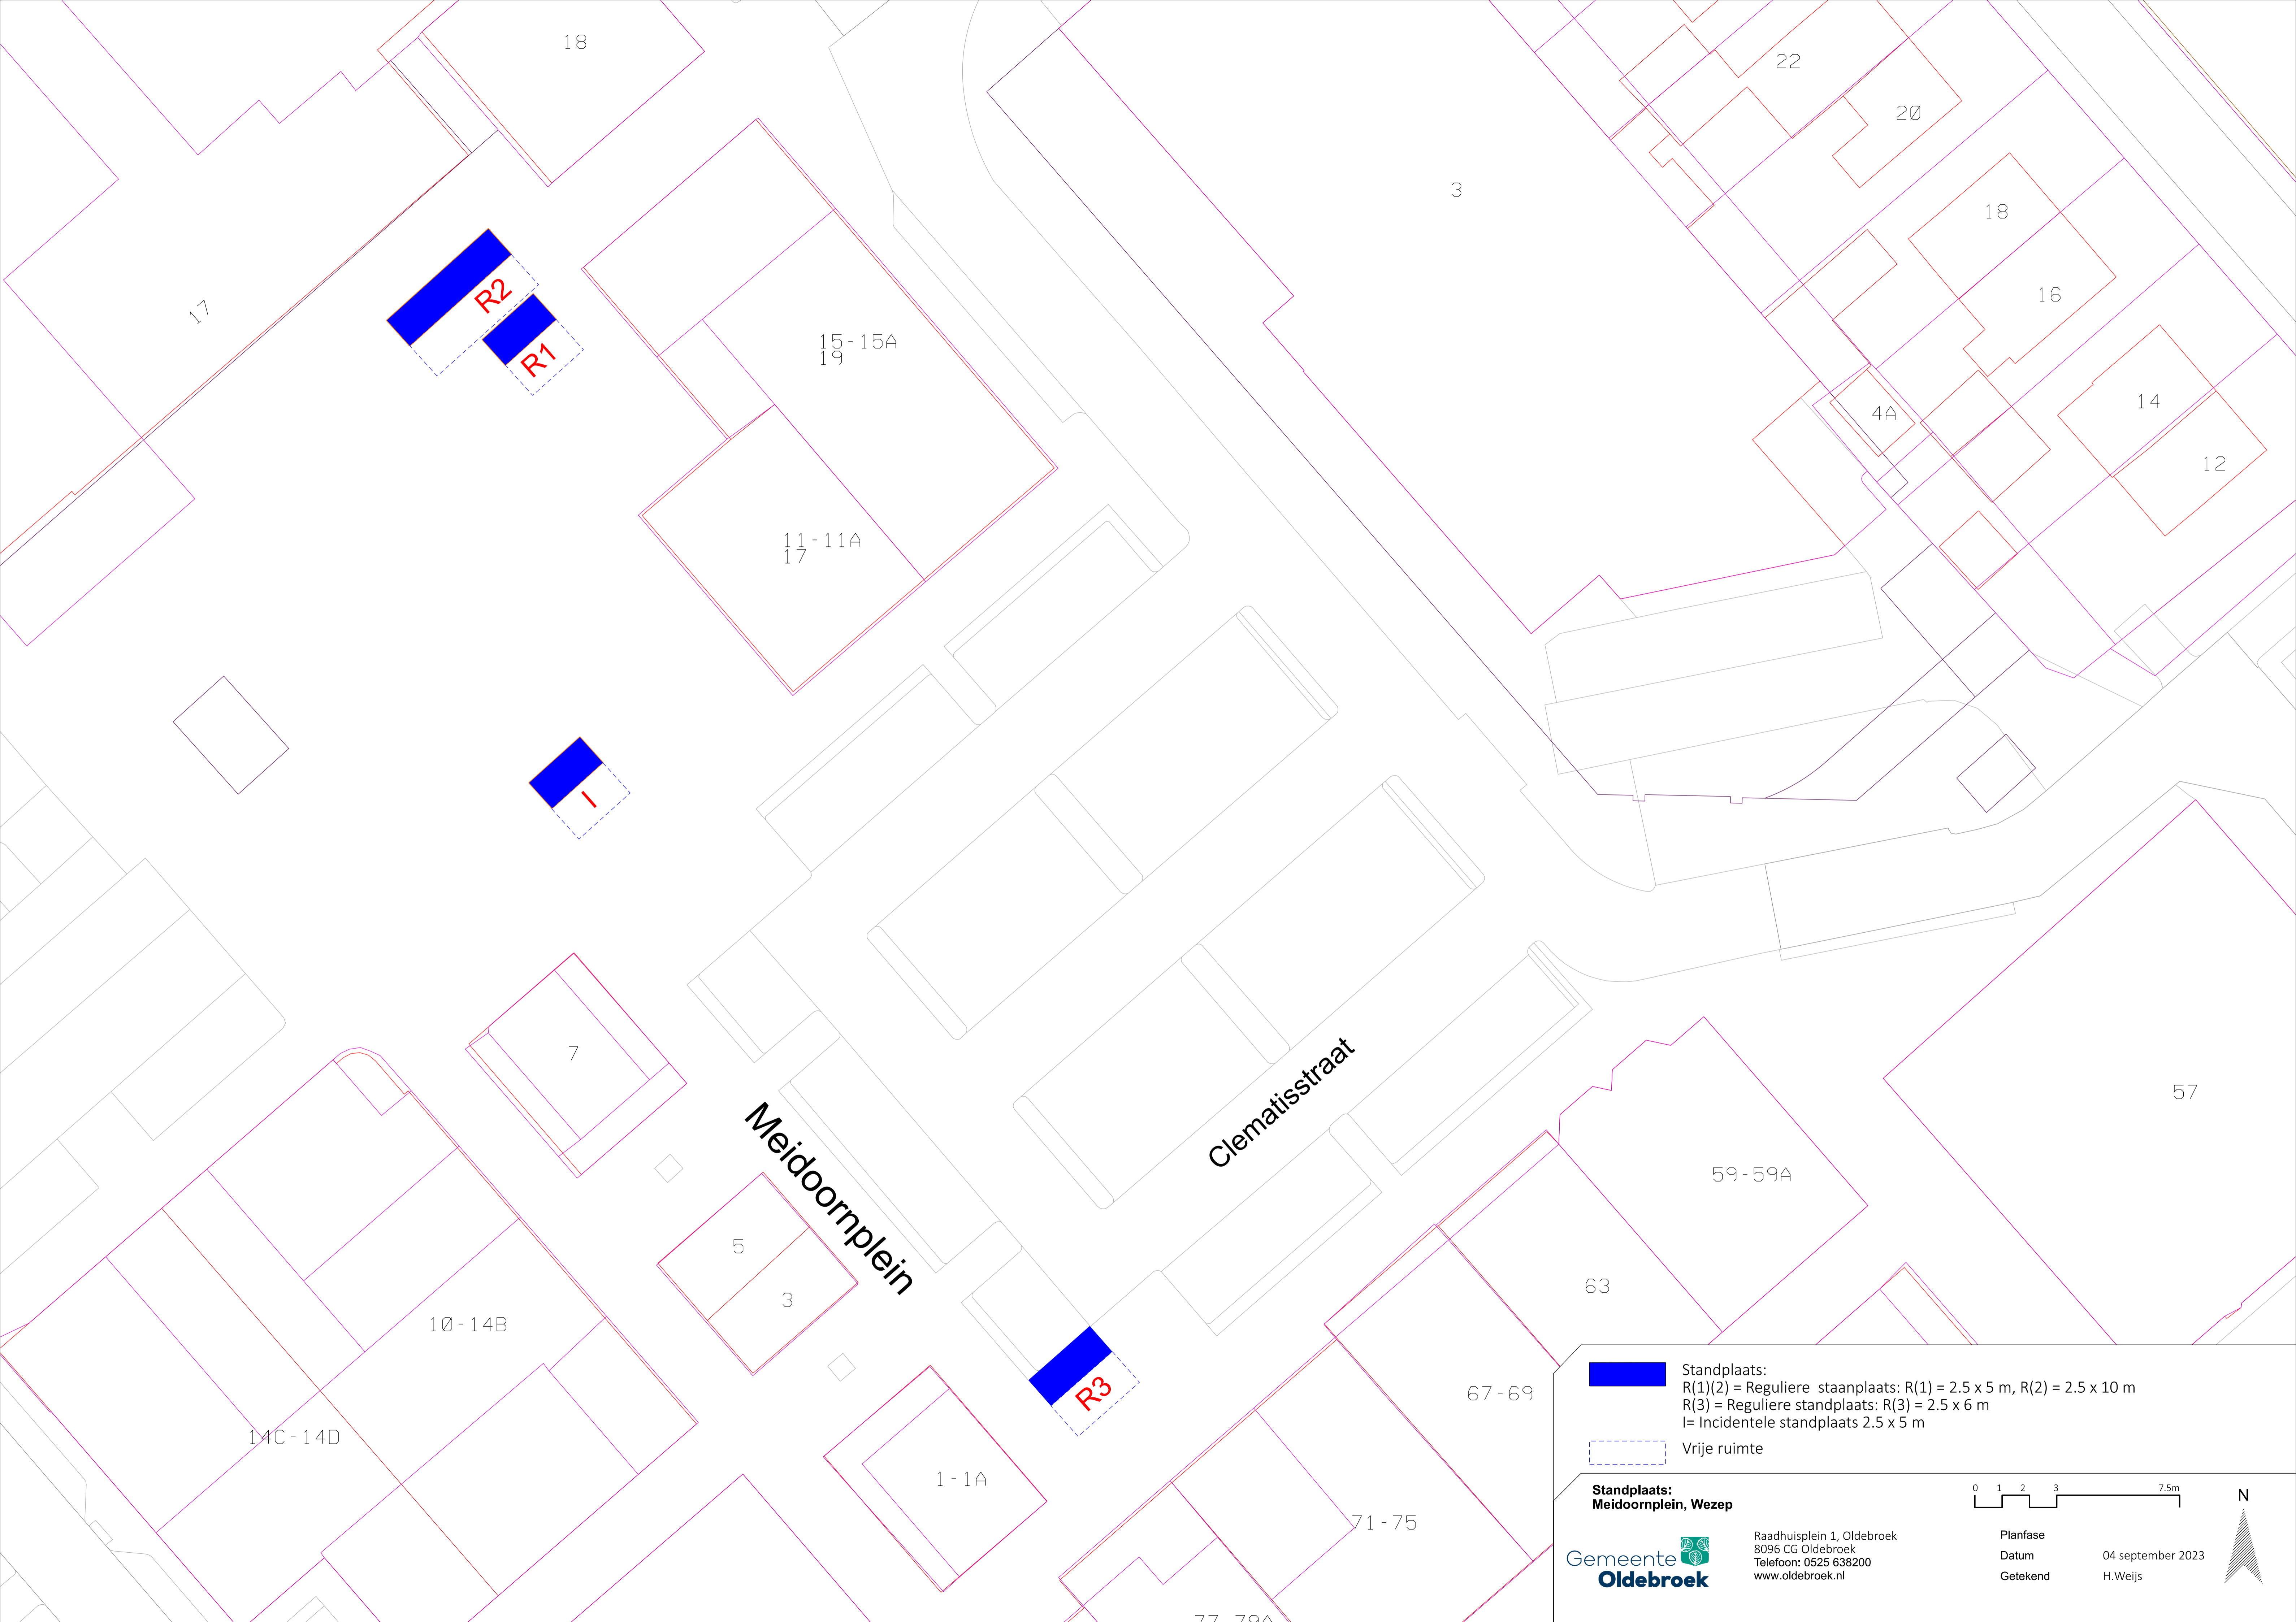 18
22
20
3
18
17
R2
16
R1
15-15A
19
14
4A
12
11-11A
17
I
7
Clematisstraat
57
Meidoornplein
59-59A
5
3
63
10-14B
R3
67-69
14C-14D
1-1A
71-75
77-79A
Standplaats:
R(1)(2) = Reguliere staanplaats: R(1) = 2.5 x 5 m, R(2) = 2.5 x 10 m
R(3) = Reguliere standplaats: R(3) = 2.5 x 6 m
I= Incidentele standplaats 2.5 x 5 m
Vrije ruimte
Standplaats:
Meidoornplein, Wezep
0 1 2 3 7.5m
N
Gemeente
Oldebroek
Raadhuisplein 1, Oldebroek
8096 CG Oldebroek
Telefoon: 0525 638200
www.oldebroek.nl
Planfase
Datum 04 september 2023
Getekend H.Weijs